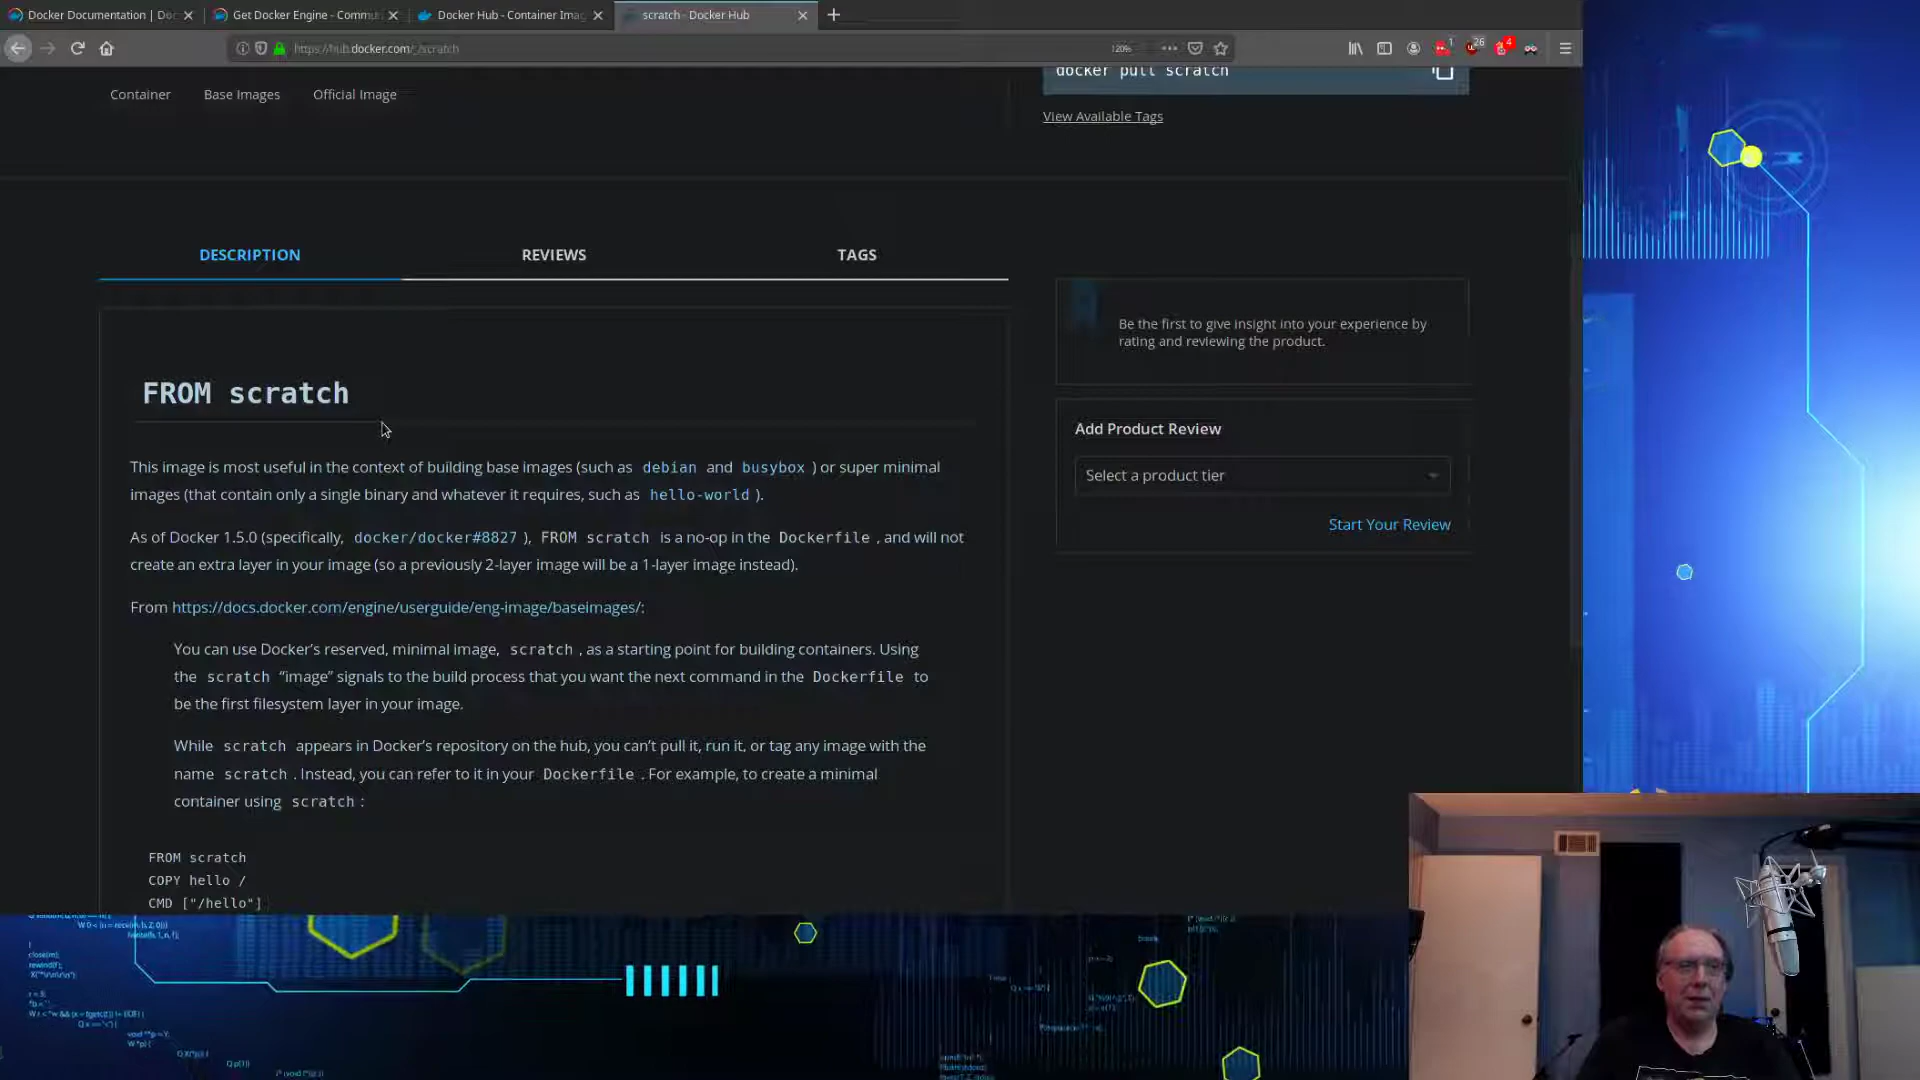 Docker Documentation | Doc
Get Docker Engine - Commu
Docker Hub - Container Imag
scratch - Docker Hub
https://hub.docker.com/_/scratch
120%
1
26
4
docker pull scratch
Container Base Images Official Image
View Available Tags
DESCRIPTION REVIEWS TAGS
Be the first to give insight into your experience by
rating and reviewing the product.
FROM scratch
Add Product Review
This image is most useful in the context of building base images (such as debian and busybox ) or super minimal
Select a product tier
images (that contain only a single binary and whatever it requires, such as hello-world ).
Start Your Review
As of Docker 1.5.0 (specifically, docker/docker#8827 ), FROM scratch is a no-op in the Dockerfile , and will not
create an extra layer in your image (so a previously 2-layer image will be a 1-layer image instead).
From https://docs.docker.com/engine/userguide/eng-image/baseimages/:
You can use Docker’s reserved, minimal image, scratch , as a starting point for building containers. Using
the scratch “image” signals to the build process that you want the next command in the Dockerfile to
be the first filesystem layer in your image.
While scratch appears in Docker’s repository on the hub, you can’t pull it, run it, or tag any image with the
name scratch . Instead, you can refer to it in your Dockerfile . For example, to create a minimal
container using scratch :
FROM scratch
COPY hello /
CMD ["/hello"]